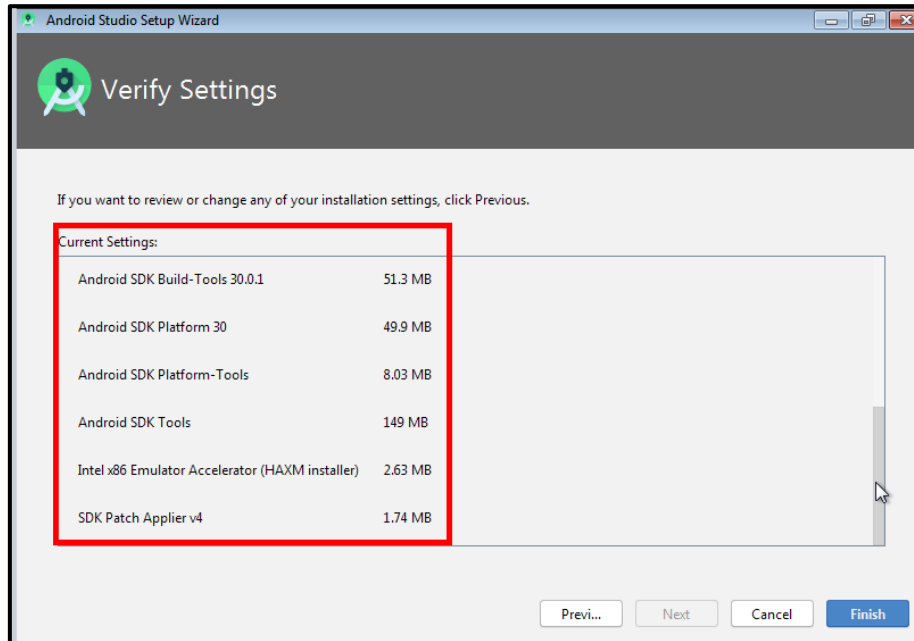 Android Studio Setup Wizard
Verify Settings
If you want to review or change any of your installation settings, click Previous.
Current Settings:
Android SDK Build-Tools 30.0.1 51.3 MB
Android SDK Platform 30 49.9 MB
Android SDK Platform-Tools 8.03 MB
Android SDK Tools 149 MB
Intel x86 Emulator Accelerator (HAXM installer) 2.63 MB
SDK Patch Applier v4 1.74 MB
Previ... Next Cancel Finish